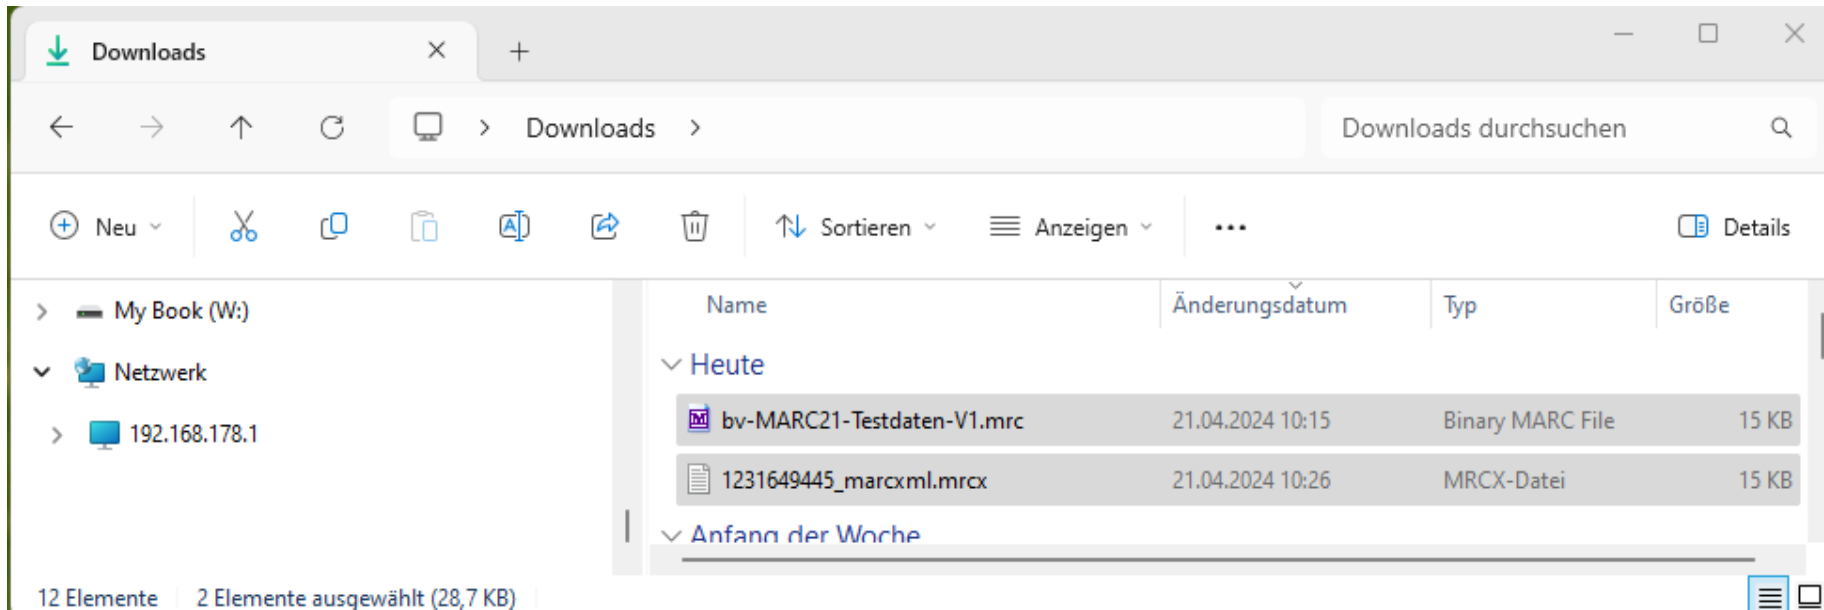 Downloads
Downloads
Downloads durchsuchen
Neu
Sortieren
Anzeigen
Details
My Book (W:)
Netzwerk
192.168.178.1
Name Änderungsdatum Typ Größe
Heute
bv-MARC21-Testdaten-V1.mrc 21.04.2024 10:15 Binary MARC File 15 KB
1231649445_marcxml.mrcx 21.04.2024 10:26 MRCX-Datei 15 KB
Anfang der Woche
12 Elemente 2 Elemente ausgewählt (28,7 KB)